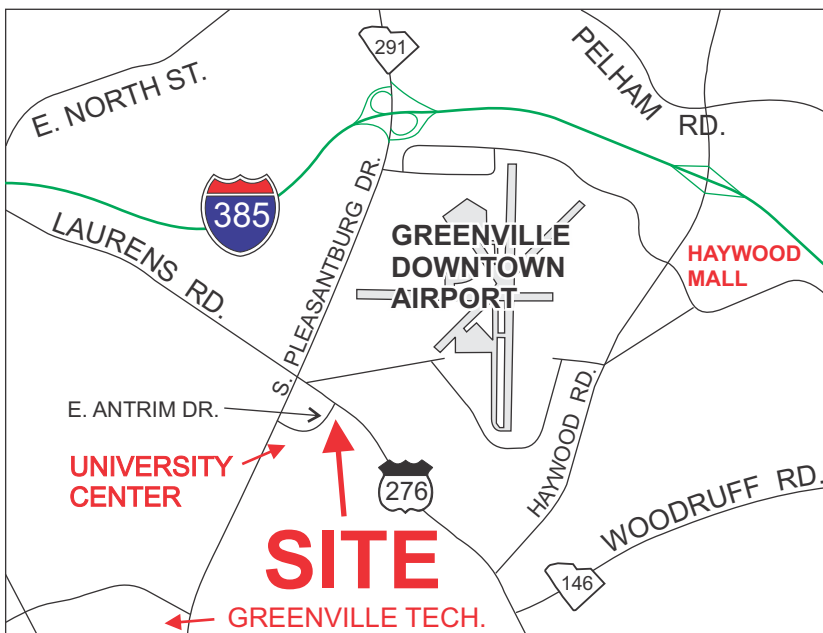 291
PELHAM RD.
E. NORTH ST.
385
S. PLEASANTBURG DR.
LAURENS RD.
GREENVILLE
DOWNTOWN
AIRPORT
HAYWOOD
MALL
E. ANTRIM DR.
HAYWOOD RD.
UNIVERSITY
CENTER
276
WOODRUFF RD.
SITE
146
GREENVILLE TECH.